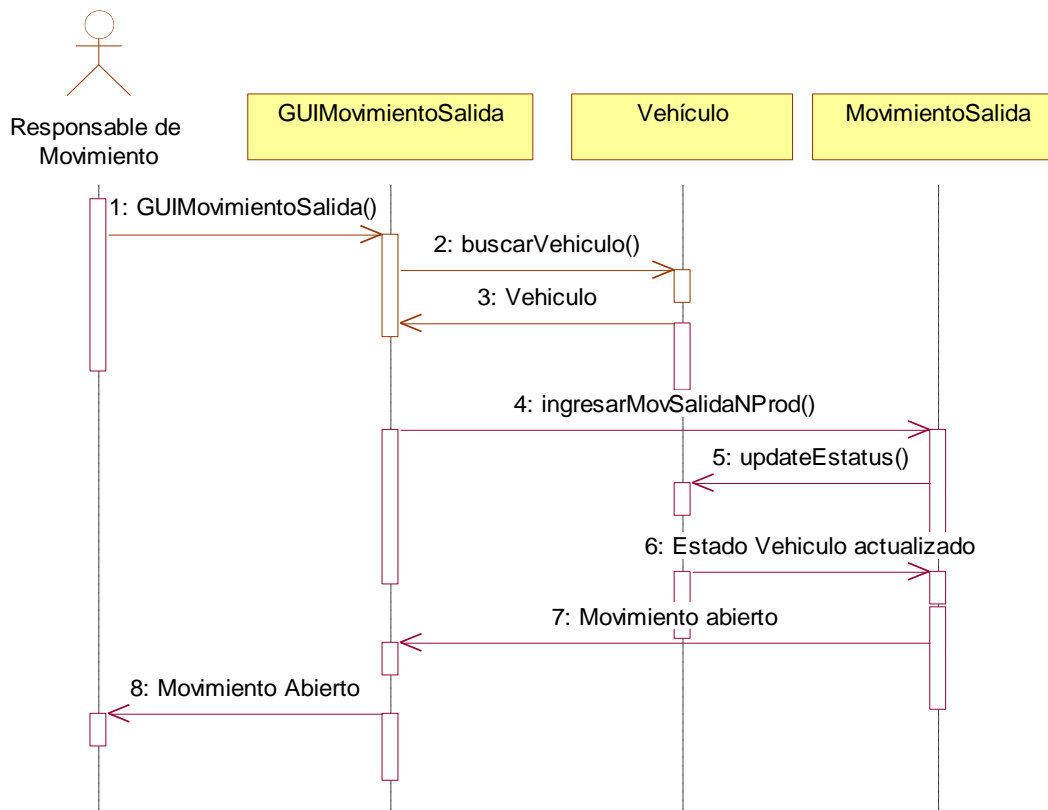 Responsable de
Movimiento
GUIMovimientoSalida
Vehículo
MovimientoSalida
1: GUIMovimientoSalida()
2: buscarVehiculo()
3: Vehiculo
4: ingresarMovSalidaNProd()
5: updateEstatus()
6: Estado Vehiculo actualizado
7: Movimiento abierto
8: Movimiento Abierto